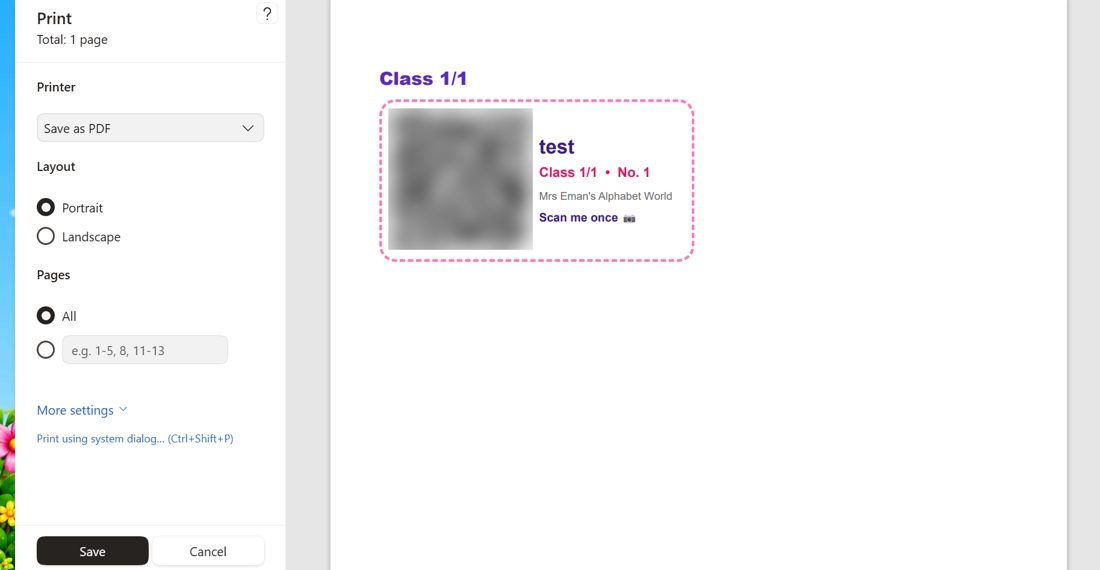 Print
?
Total: 1 page
Printer
Save as PDF
Layout
Portrait
Landscape
Pages
All
e.g. 1-5, 8, 11-13
More settings
Print using system dialog... (Ctrl+Shift+P)
Save
Cancel
Class 1/1
test
Class 1/1 • No. 1
Mrs Eman's Alphabet World
Scan me once 📷